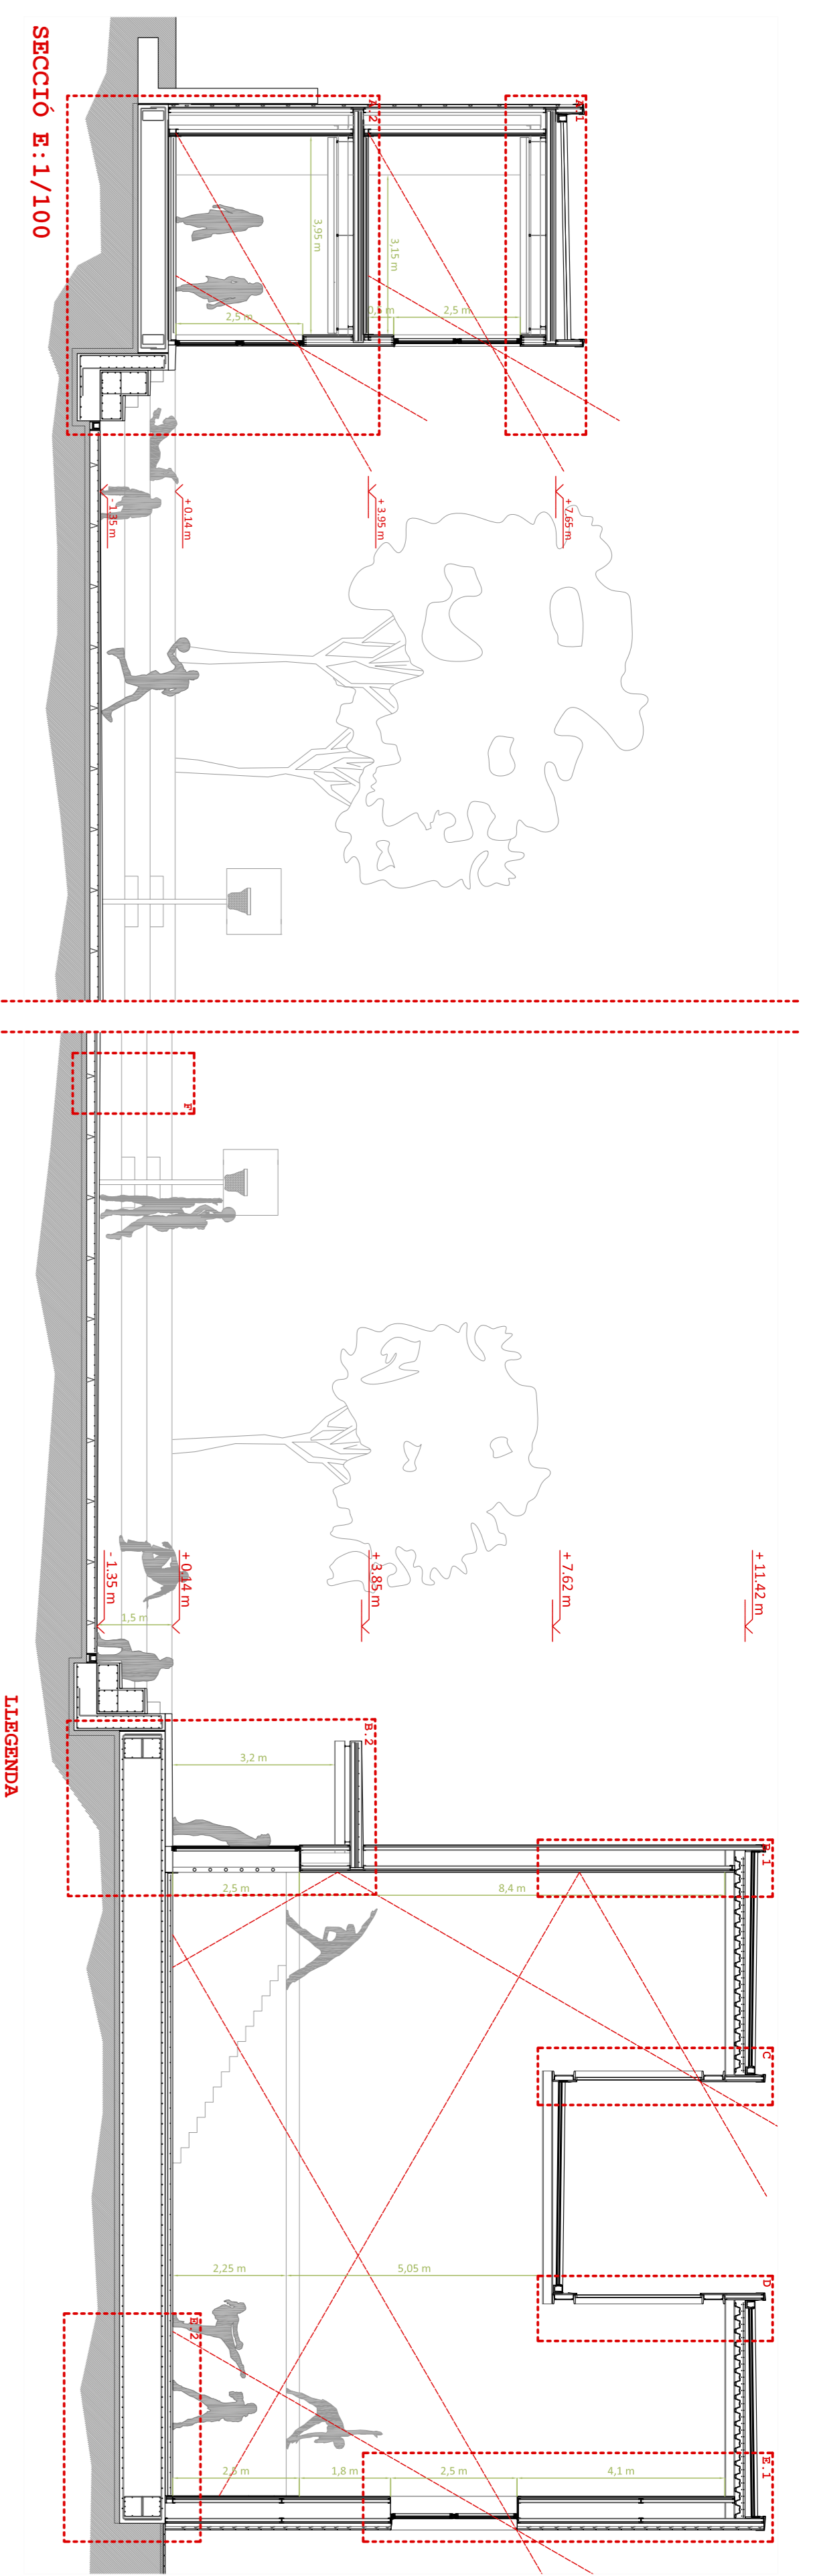 SECCIÓ E:1/100
A.1
A.2
3,95 m
3,15 m
2,5 m
0,5 m
2,5 m
+ 7.65 m
+ 3.95 m
+ 0.14 m
- 1.35 m
F
+ 11.42 m
+ 7.62 m
+ 3.85 m
+ 0.14 m
- 1.35 m
1,5 m
LLEGENDA
B.2
3,2 m
B.1
2,5 m
8,4 m
C
2,25 m
5,05 m
D
E.2
E.1
2,5 m
1,8 m
2,5 m
4,1 m